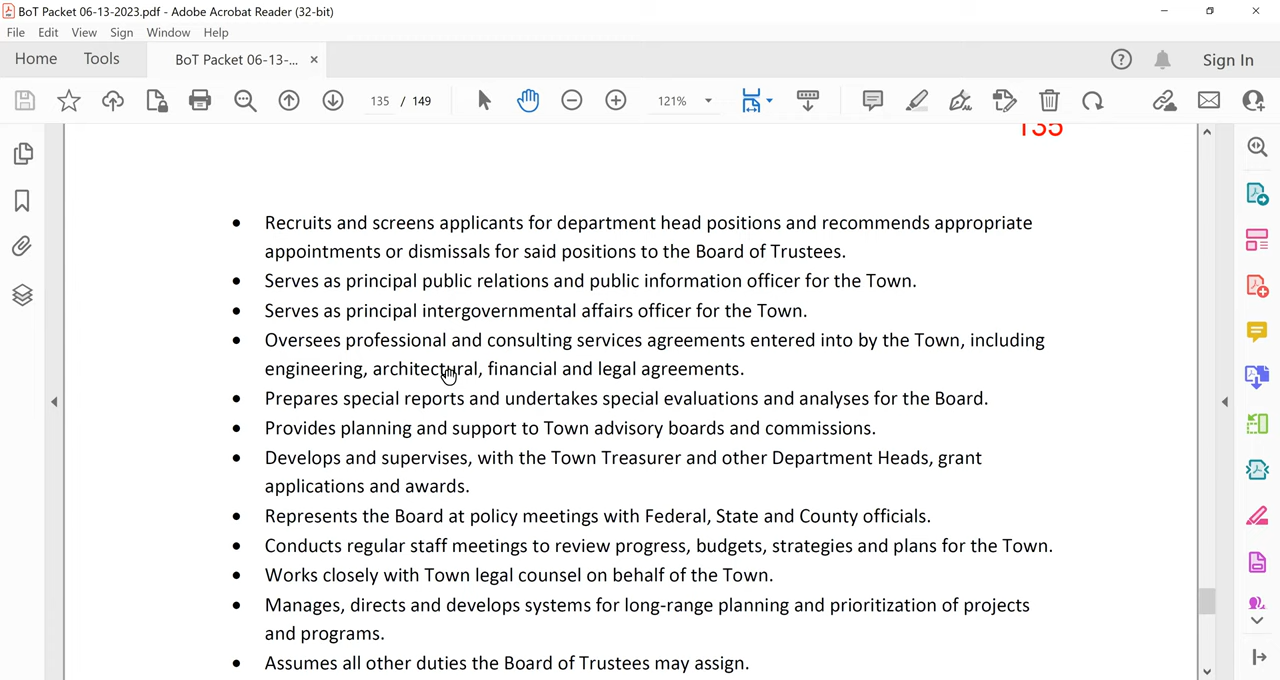 BoT Packet 06-13-2023.pdf - Adobe Acrobat Reader (32-bit)
File Edit View Sign Window Help
Home Tools BoT Packet 06-13-... × Sign In
135 / 149 121%
135
• Recruits and screens applicants for department head positions and recommends appropriate
appointments or dismissals for said positions to the Board of Trustees.
• Serves as principal public relations and public information officer for the Town.
• Serves as principal intergovernmental affairs officer for the Town.
• Oversees professional and consulting services agreements entered into by the Town, including
engineering, architectural, financial and legal agreements.
• Prepares special reports and undertakes special evaluations and analyses for the Board.
• Provides planning and support to Town advisory boards and commissions.
• Develops and supervises, with the Town Treasurer and other Department Heads, grant
applications and awards.
• Represents the Board at policy meetings with Federal, State and County officials.
• Conducts regular staff meetings to review progress, budgets, strategies and plans for the Town.
• Works closely with Town legal counsel on behalf of the Town.
• Manages, directs and develops systems for long-range planning and prioritization of projects
and programs.
• Assumes all other duties the Board of Trustees may assign.